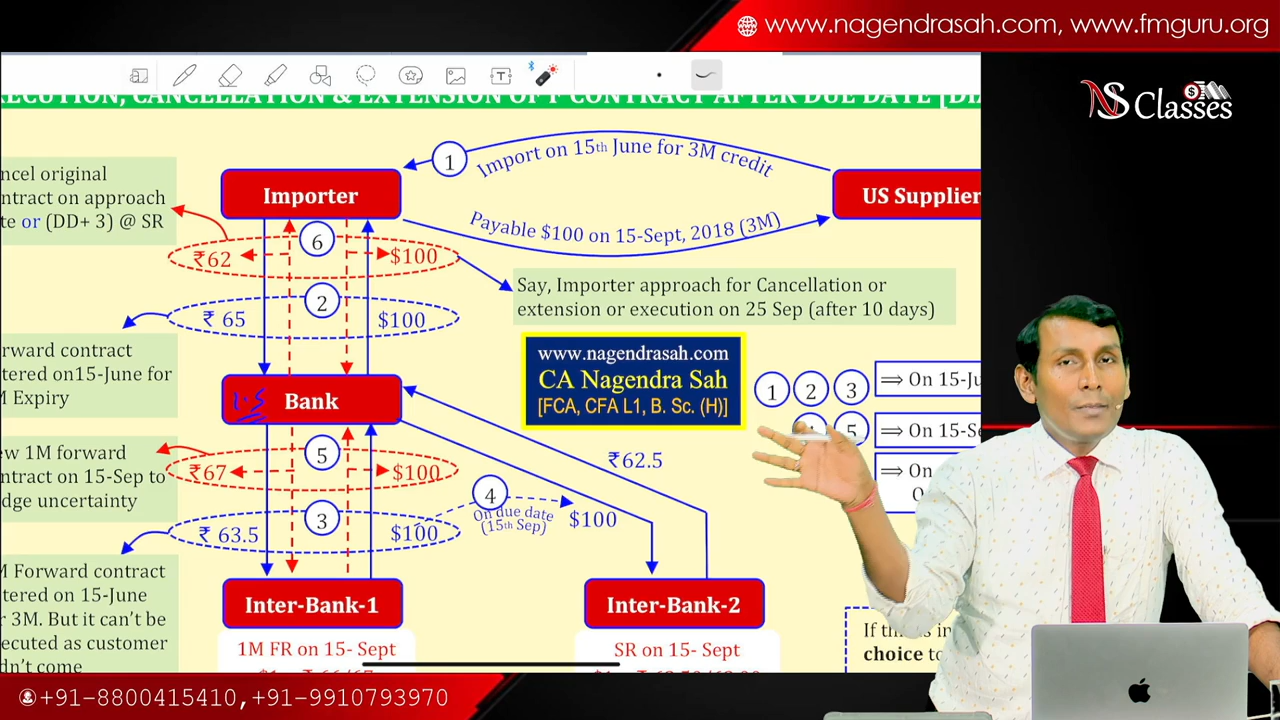 www.nagendrasah.com, www.fmguru.org
NS Classes
ECUTION, CANCELLATION & EXTENSION OF F CONTRACT AFTER DUE DATE
ncel original
ntract on approach
te or (DD+ 3) @ SR
Importer
1
Import on 15th June for 3M credit
US Supplier
Payable $100 on 15-Sept, 2018 (3M)
6
₹62
$100
2
₹ 65
$100
Say, Importer approach for Cancellation or
extension or execution on 25 Sep (after 10 days)
rward contract
tered on15-June for
M Expiry
www.nagendrasah.com
CA Nagendra Sah
[FCA, CFA L1, B. Sc. (H)]
1 2 3
⟹ On 15-Ju
5
⟹ On 15-Se
⟹ On
1.5
Bank
ew 1M forward
ntract on 15-Sep to
dge uncertainty
5
₹67
$100
₹62.5
4
On due date
(15th Sep)
$100
3
₹ 63.5
$100
M Forward contract
tered on 15-June
r 3M. But it can't be
ecuted as customer
dn't come
Inter-Bank-1
Inter-Bank-2
1M FR on 15- Sept
SR on 15- Sept
If th
choice to
+91-8800415410,+91-9910793970